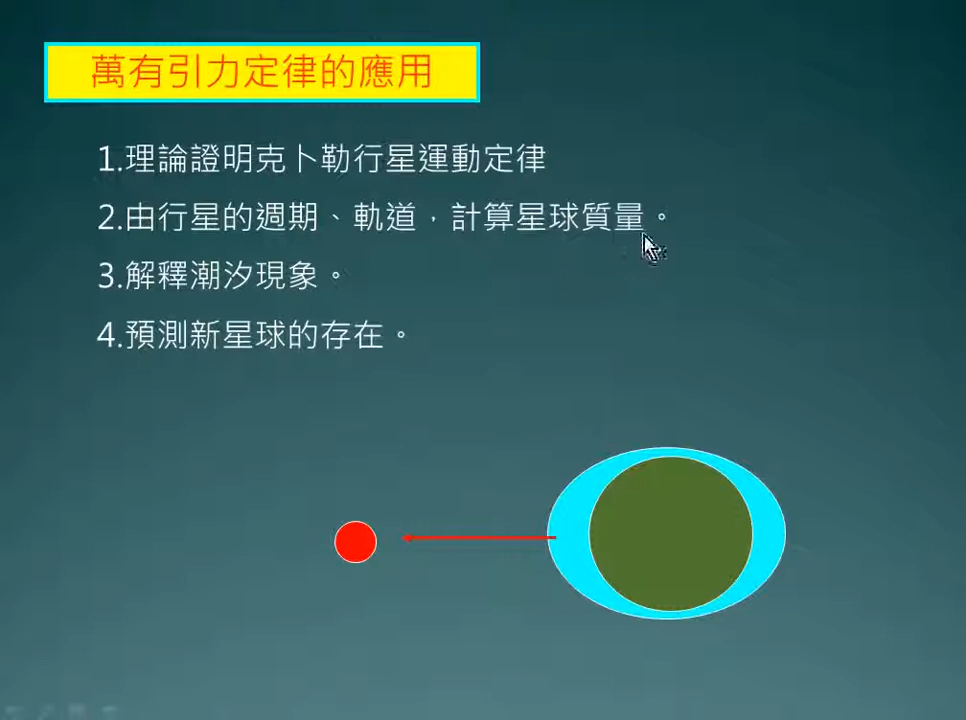 萬有引力定律的應用
1.理論證明克卜勒行星運動定律
2.由行星的週期、軌道，計算星球質量。
3.解釋潮汐現象。
4.預測新星球的存在。